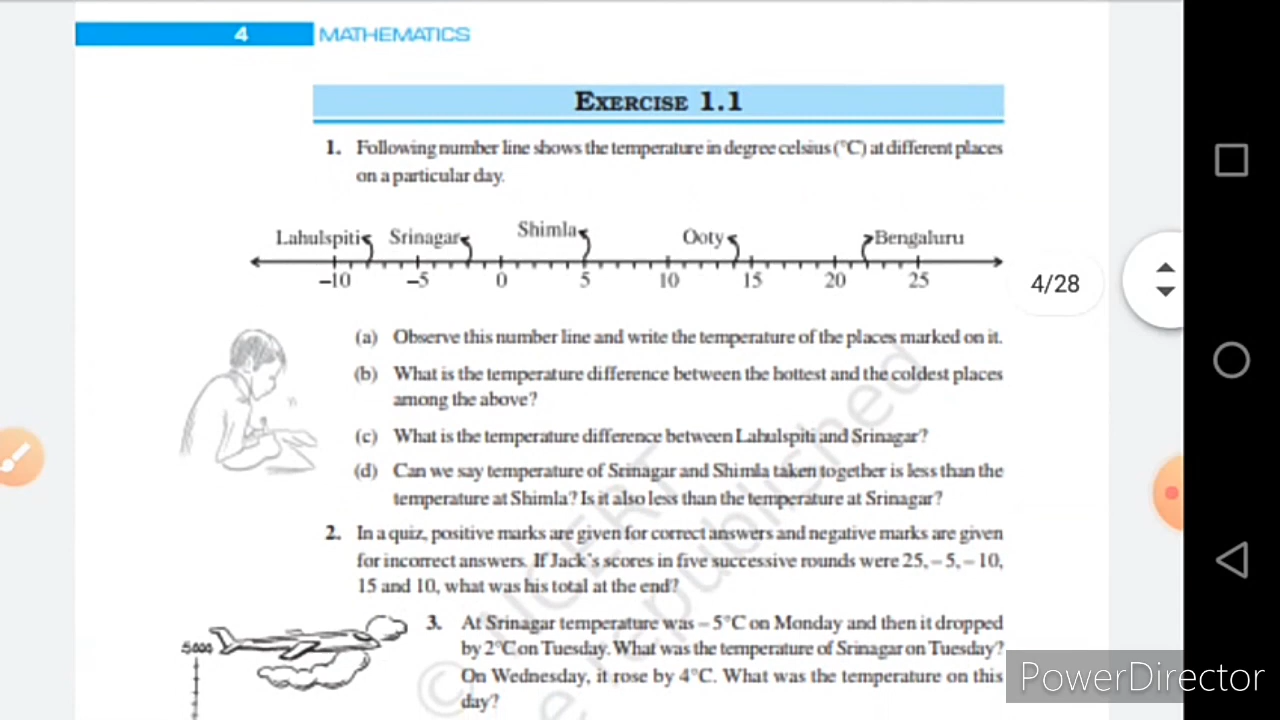 4 MATHEMATICS
EXERCISE 1.1
1. Following number line shows the temperature in degree celsius (°C) at different places
on a particular day.
Lahulspiti Srinagar Shimla Ooty Bengaluru
–10 –5 0 5 10 15 20 25
4/28
(a) Observe this number line and write the temperature of the places marked on it.
(b) What is the temperature difference between the hottest and the coldest places
among the above?
(c) What is the temperature difference between Lahulspiti and Srinagar?
(d) Can we say temperature of Srinagar and Shimla taken together is less than the
temperature at Shimla? Is it also less than the temperature at Srinagar?
2. In a quiz, positive marks are given for correct answers and negative marks are given
for incorrect answers. If Jack's scores in five successive rounds were 25, – 5, – 10,
15 and 10, what was his total at the end?
3. At Srinagar temperature was – 5°C on Monday and then it dropped
by 2°C on Tuesday. What was the temperature of Srinagar on Tuesday?
On Wednesday, it rose by 4°C. What was the temperature on this
day?
5000
© NCERT
be republished
PowerDirector